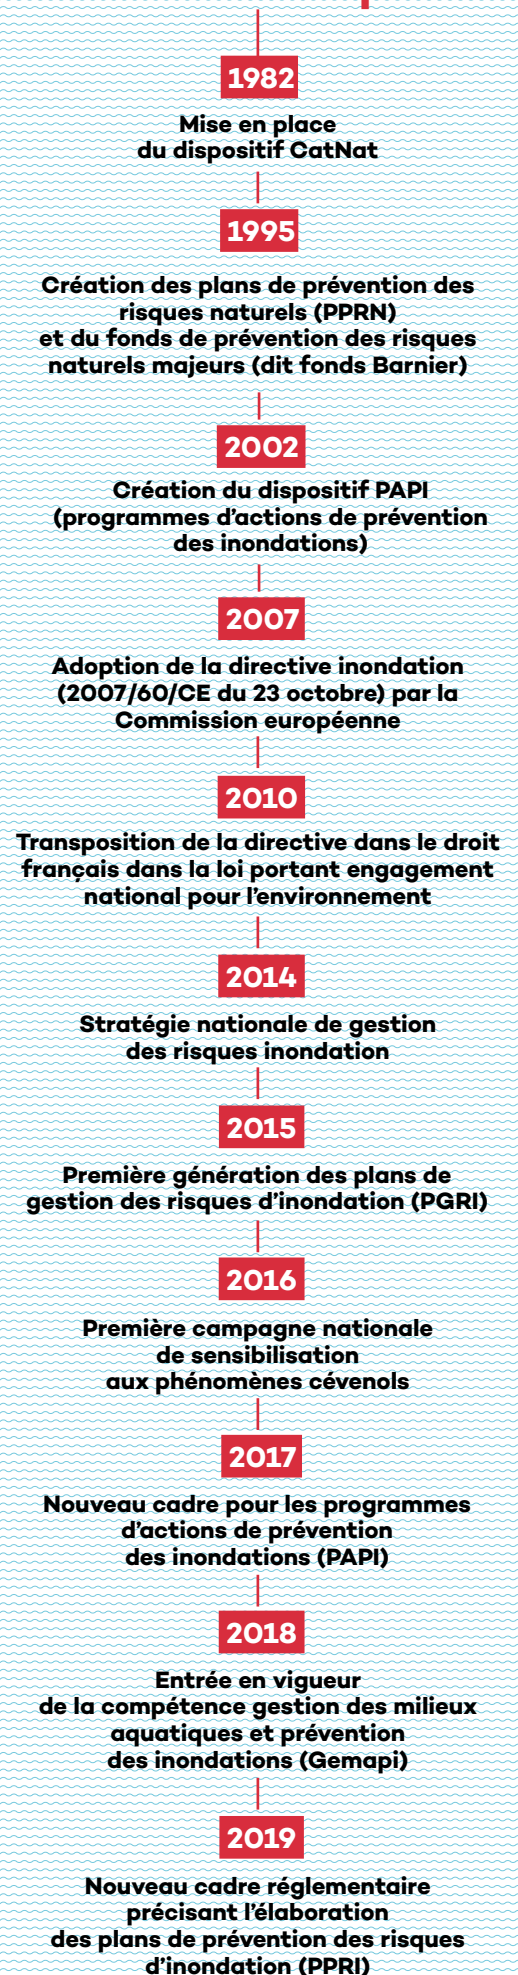 1982
Mise en place
du dispositif CatNat
1995
Création des plans de prévention des
risques naturels (PPRN)
et du fonds de prévention des risques
naturels majeurs (dit fonds Barnier)
2002
Création du dispositif PAPI
(programmes d'actions de prévention
des inondations)
2007
Adoption de la directive inondation
(2007/60/CE du 23 octobre) par la
Commission européenne
2010
Transposition de la directive dans le droit
français dans la loi portant engagement
national pour l'environnement
2014
Stratégie nationale de gestion
des risques inondation
2015
Première génération des plans de
gestion des risques d'inondation (PGRI)
2016
Première campagne nationale
de sensibilisation
aux phénomènes cévenols
2017
Nouveau cadre pour les programmes
d'actions de prévention
des inondations (PAPI)
2018
Entrée en vigueur
de la compétence gestion des milieux
aquatiques et prévention
des inondations (Gemapi)
2019
Nouveau cadre réglementaire
précisant l'élaboration
des plans de prévention des risques
d'inondation (PPRI)